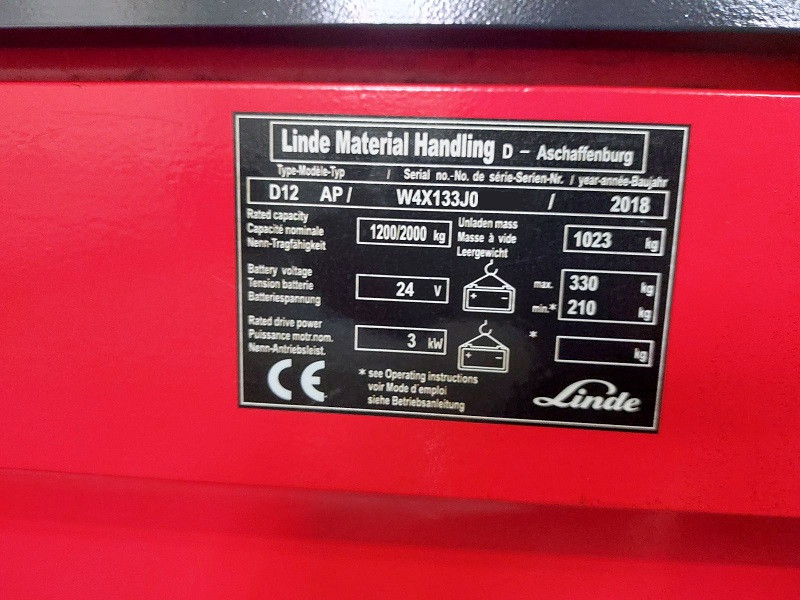 Linde Material Handling D - Aschaffenburg
Type-Modèle-Typ / Serial no.-No. de série-Serien-Nr. / year-année-Baujahr
D12 AP / W4X133J0 / 2018
Rated capacity
Capacité nominale
Nenn-Tragfähigkeit
1200/2000 kg
Unladen mass
Masse à vide
Leergewicht
1023 kg
Battery voltage
Tension batterie
Batteriespannung
24 V
+ -
max. 330 kg
min.* 210 kg
Rated drive power
Puissance motr.nom.
Nenn-Antriebsleist.
3 kW
+ -
* kg
CE
* see Operating instructions
voir Mode d'emploi
siehe Betriebsanleitung
Linde